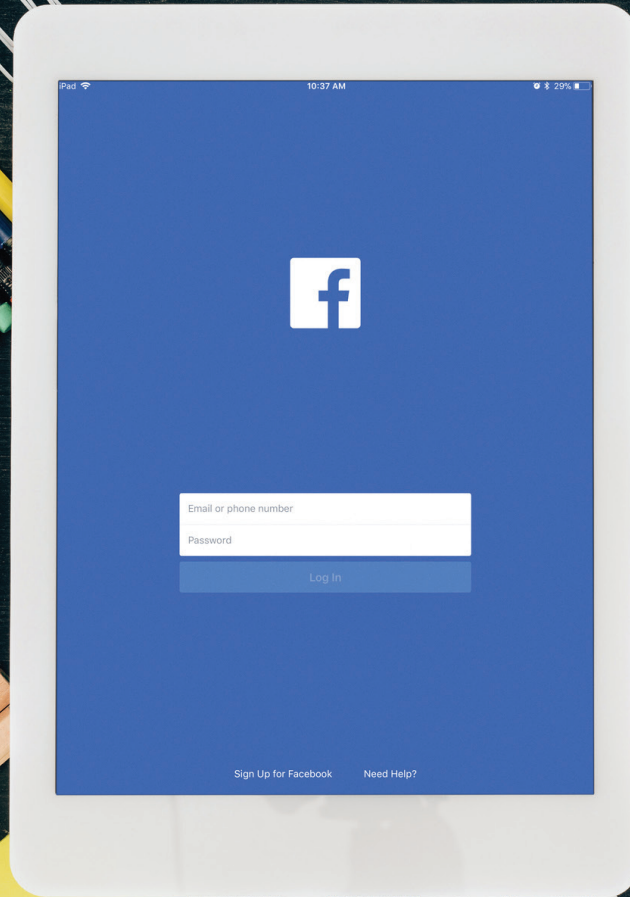 iPad 10:37 AM 29%
f
Email or phone number
Password
Log In
Sign Up for Facebook Need Help?